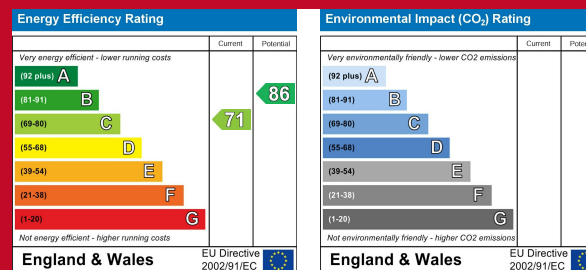 Energy Efficiency Rating
Current Potential
Very energy efficient - lower running costs
(92 plus) A
(81-91) B
86
(69-80) C
71
(55-68) D
(39-54) E
(21-38) F
(1-20) G
Not energy efficient - higher running costs
England & Wales
EU Directive
2002/91/EC
Environmental Impact (CO₂) Rating
Current Poten
Very environmentally friendly - lower CO2 emissions
(92 plus) A
(81-91) B
(69-80) C
(55-68) D
(39-54) E
(21-38) F
(1-20) G
Not environmentally friendly - higher CO2 emissions
England & Wales
EU Directive
2002/91/EC